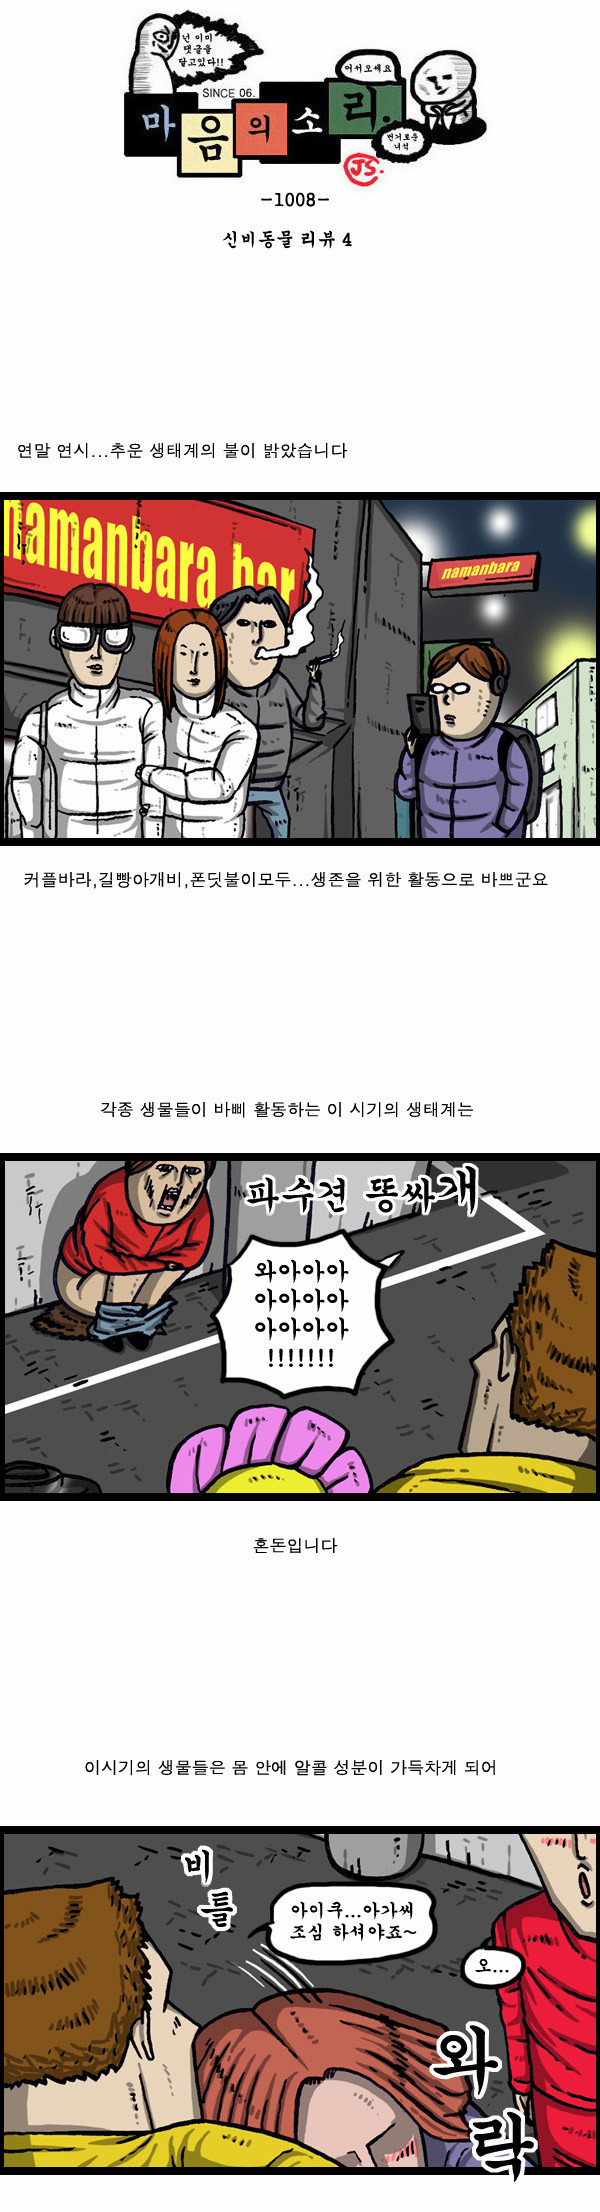 넌 이미
댓글을
달고있다!!
어서오세요
SINCE 06.
마음의소리.
번거로운
녀석
JS.
-1008-
신비동물 리뷰 4
연말 연시...추운 생태계의 불이 밝았습니다
namanbara bar
namanbara
커플바라,길빵아개비,폰딧불이모두...생존을 위한 활동으로 바쁘군요
각종 생물들이 바삐 활동하는 이 시기의 생태계는
파수견 똥싸개
와아아아
아아아아
아아아아
!!!!!!!
혼돈입니다
이시기의 생물들은 몸 안에 알콜 성분이 가득차게 되어
비
틀
아이쿠...아가씨
조심 하셔야죠~
오...
와
락